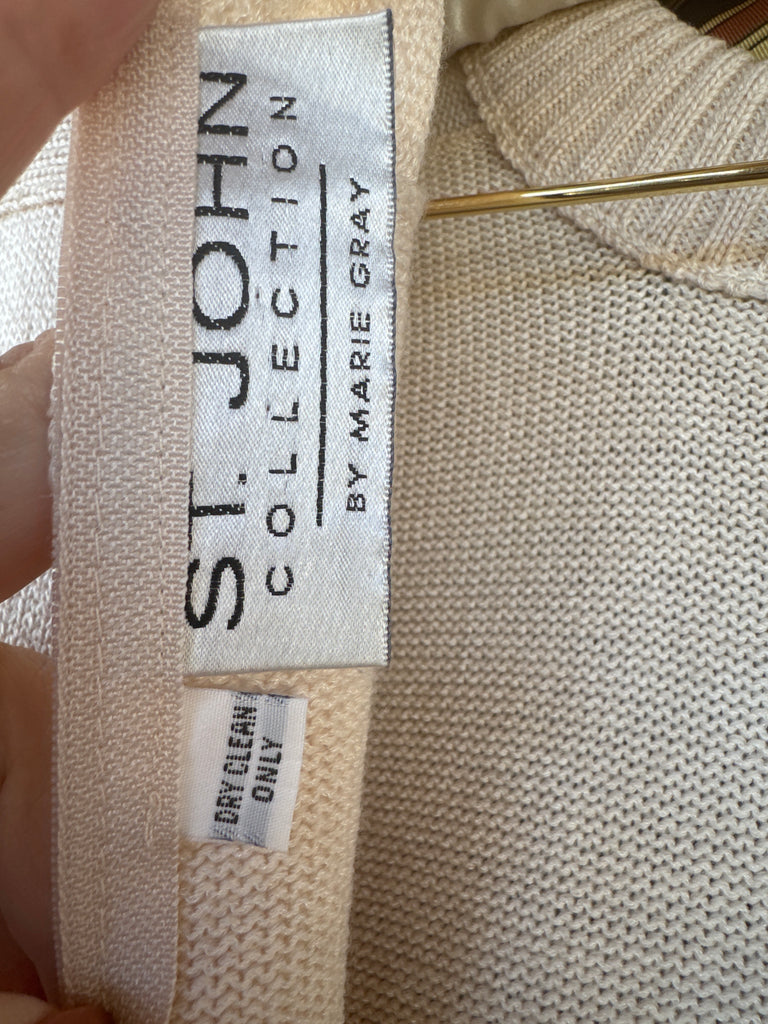 ST. JOHN
COLLECTION
BY MARIE GRAY
DRY CLEAN
ONLY